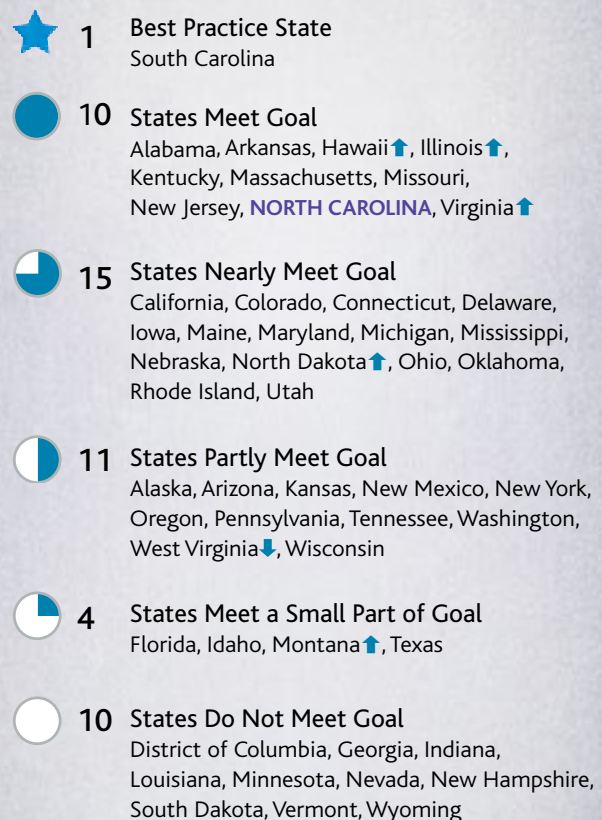 1 Best Practice State
South Carolina
10 States Meet Goal
Alabama, Arkansas, Hawaii⬆, Illinois⬆,
Kentucky, Massachusetts, Missouri,
New Jersey, NORTH CAROLINA, Virginia⬆
15 States Nearly Meet Goal
California, Colorado, Connecticut, Delaware,
Iowa, Maine, Maryland, Michigan, Mississippi,
Nebraska, North Dakota⬆, Ohio, Oklahoma,
Rhode Island, Utah
11 States Partly Meet Goal
Alaska, Arizona, Kansas, New Mexico, New York,
Oregon, Pennsylvania, Tennessee, Washington,
West Virginia⬇, Wisconsin
4 States Meet a Small Part of Goal
Florida, Idaho, Montana⬆, Texas
10 States Do Not Meet Goal
District of Columbia, Georgia, Indiana,
Louisiana, Minnesota, Nevada, New Hampshire,
South Dakota, Vermont, Wyoming